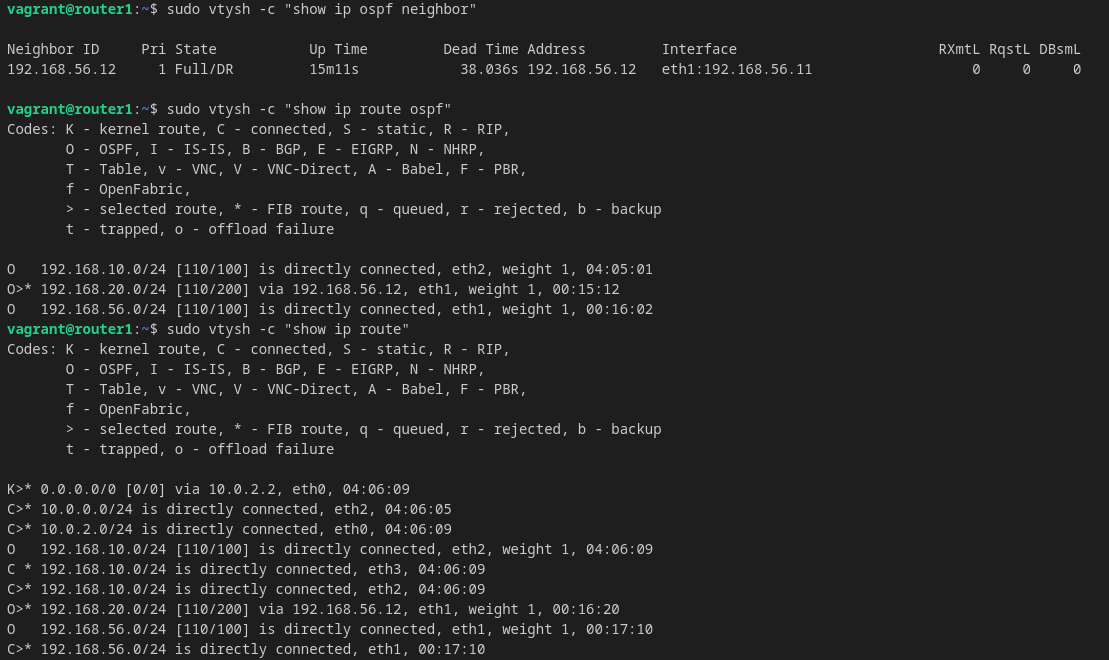 vagrant@router1:~$ sudo vtysh -c "show ip ospf neighbor"
Neighbor ID     Pri State           Up Time         Dead Time Address         Interface                        RXmtL RqstL DBsmL
192.168.56.12     1 Full/DR         15m11s            38.036s 192.168.56.12   eth1:192.168.56.11                   0     0     0
vagrant@router1:~$ sudo vtysh -c "show ip route ospf"
Codes: K - kernel route, C - connected, S - static, R - RIP,
       O - OSPF, I - IS-IS, B - BGP, E - EIGRP, N - NHRP,
       T - Table, v - VNC, V - VNC-Direct, A - Babel, F - PBR,
       f - OpenFabric,
       > - selected route, * - FIB route, q - queued, r - rejected, b - backup
       t - trapped, o - offload failure
O   192.168.10.0/24 [110/100] is directly connected, eth2, weight 1, 04:05:01
O>* 192.168.20.0/24 [110/200] via 192.168.56.12, eth1, weight 1, 00:15:12
O   192.168.56.0/24 [110/100] is directly connected, eth1, weight 1, 00:16:02
vagrant@router1:~$ sudo vtysh -c "show ip route"
Codes: K - kernel route, C - connected, S - static, R - RIP,
       O - OSPF, I - IS-IS, B - BGP, E - EIGRP, N - NHRP,
       T - Table, v - VNC, V - VNC-Direct, A - Babel, F - PBR,
       f - OpenFabric,
       > - selected route, * - FIB route, q - queued, r - rejected, b - backup
       t - trapped, o - offload failure
K>* 0.0.0.0/0 [0/0] via 10.0.2.2, eth0, 04:06:09
C>* 10.0.0.0/24 is directly connected, eth2, 04:06:05
C>* 10.0.2.0/24 is directly connected, eth0, 04:06:09
O   192.168.10.0/24 [110/100] is directly connected, eth2, weight 1, 04:06:09
C * 192.168.10.0/24 is directly connected, eth3, 04:06:09
C>* 192.168.10.0/24 is directly connected, eth2, 04:06:09
O>* 192.168.20.0/24 [110/200] via 192.168.56.12, eth1, weight 1, 00:16:20
O   192.168.56.0/24 [110/100] is directly connected, eth1, weight 1, 00:17:10
C>* 192.168.56.0/24 is directly connected, eth1, 00:17:10